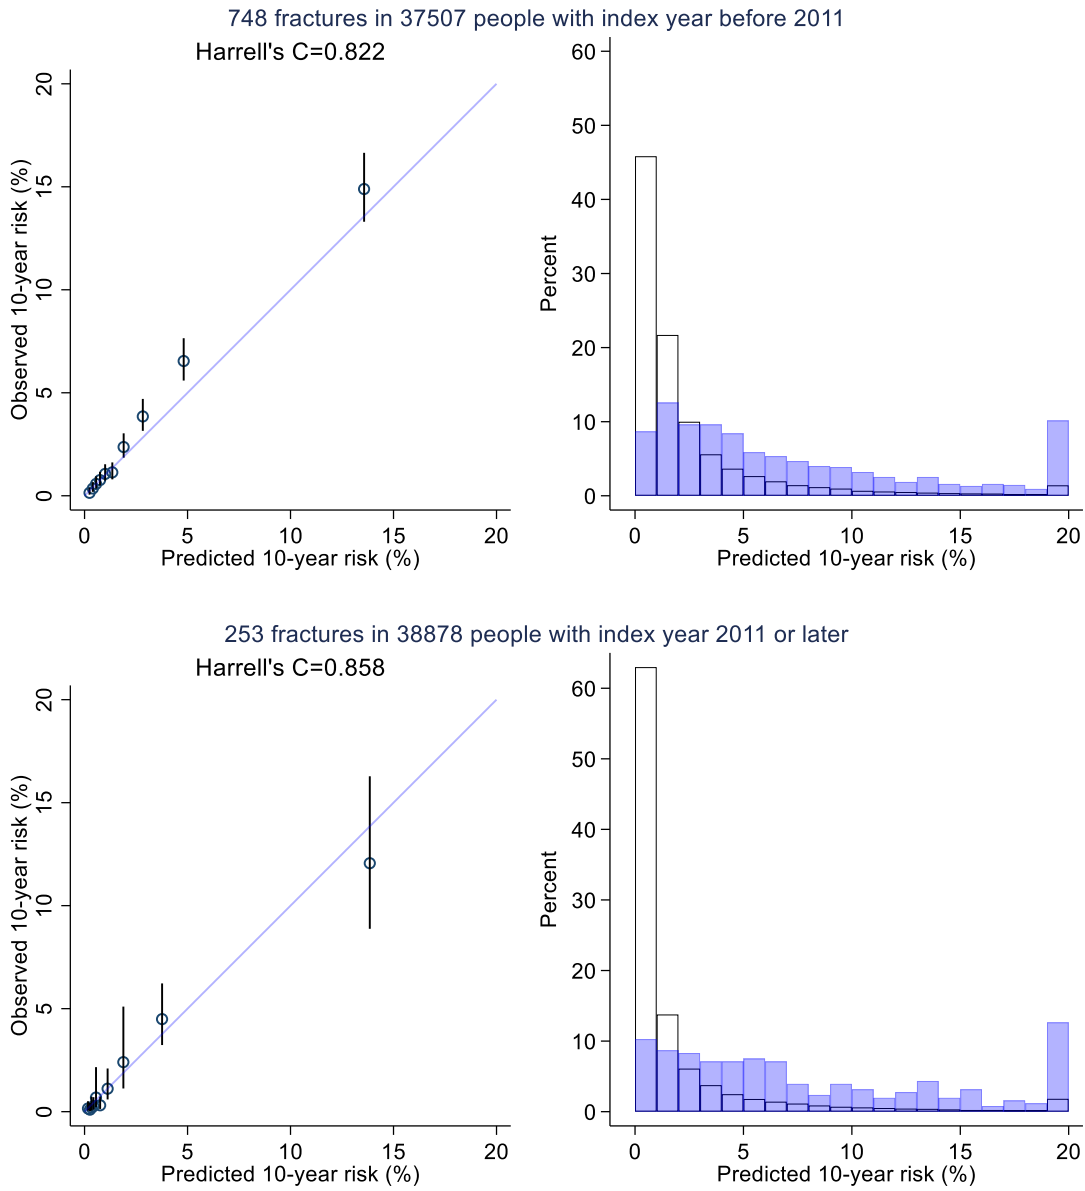 748 fractures in 37507 people with index year before 2011
Harrell's C=0.822
Observed 10-year risk (%)
20
15
10
5
0
0 5 10 15 20
Predicted 10-year risk (%)
Percent
60
50
40
30
20
10
0
0 5 10 15 20
Predicted 10-year risk (%)
253 fractures in 38878 people with index year 2011 or later
Harrell's C=0.858
Observed 10-year risk (%)
20
15
10
5
0
0 5 10 15 20
Predicted 10-year risk (%)
Percent
60
50
40
30
20
10
0
0 5 10 15 20
Predicted 10-year risk (%)